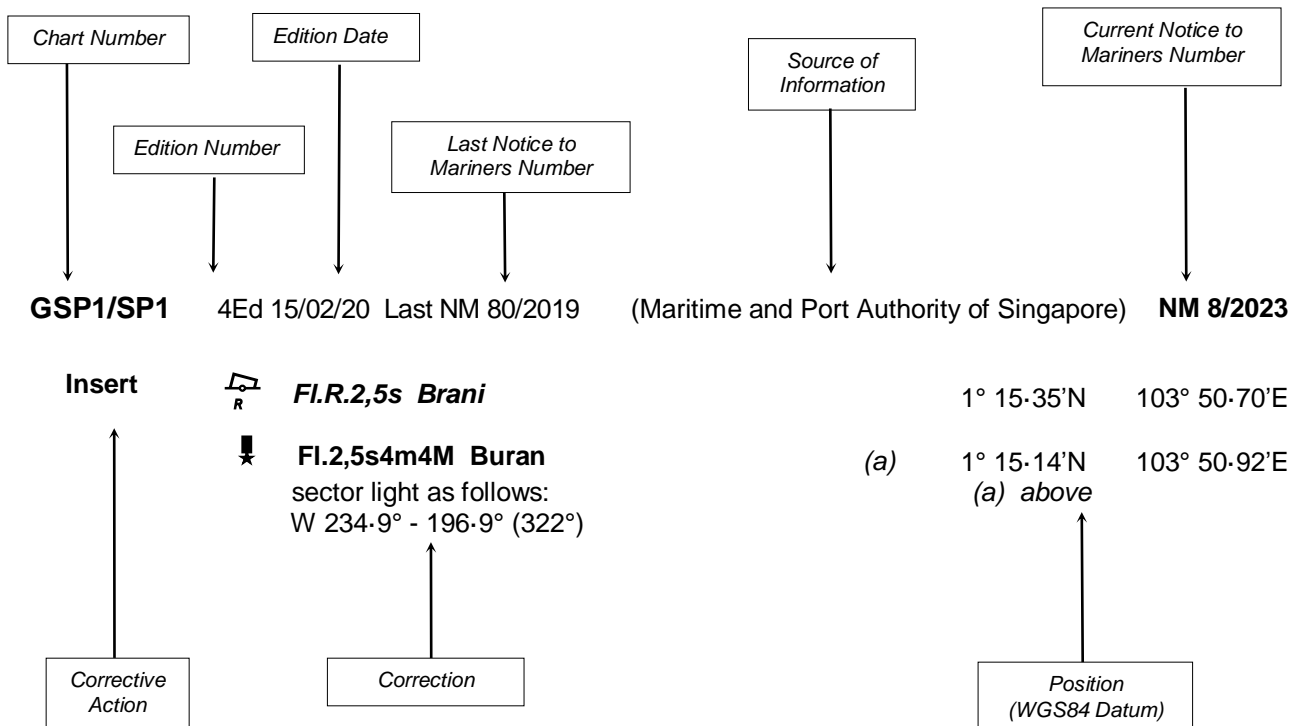 Chart Number
Edition Date
Current Notice to
Mariners Number
Source of
Information
Edition Number
Last Notice to
Mariners Number
GSP1/SP1 4Ed 15/02/20 Last NM 80/2019 (Maritime and Port Authority of Singapore) NM 8/2023
Insert R Fl.R.2,5s Brani 1° 15·35’N 103° 50·70’E
Fl.2,5s4m4M Buran (a) 1° 15·14’N 103° 50·92’E
sector light as follows: (a) above
W 234·9° - 196·9° (322°)
Corrective
Action
Correction
Position
(WGS84 Datum)